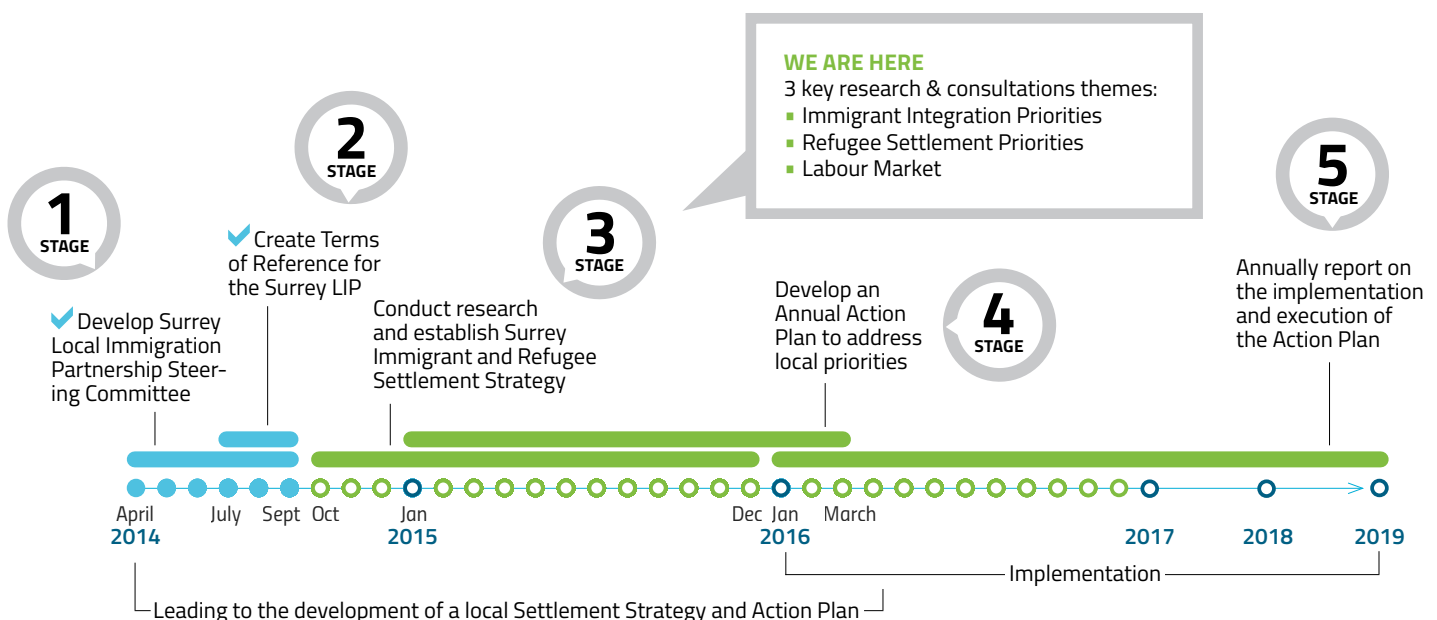 WE ARE HERE
3 key research & consultations themes:
▪ Immigrant Integration Priorities
▪ Refugee Settlement Priorities
▪ Labour Market
1
STAGE
Develop Surrey
Local Immigration
Partnership Steer-
ing Committee
2
STAGE
Create Terms
of Reference for
the Surrey LIP
3
STAGE
Conduct research
and establish Surrey
Immigrant and Refugee
Settlement Strategy
4
STAGE
Develop an
Annual Action
Plan to address
local priorities
5
STAGE
Annually report on
the implementation
and execution of
the Action Plan
April July Sept Oct Jan Dec Jan March
2014 2015 2016 2017 2018 2019
Implementation
Leading to the development of a local Settlement Strategy and Action Plan